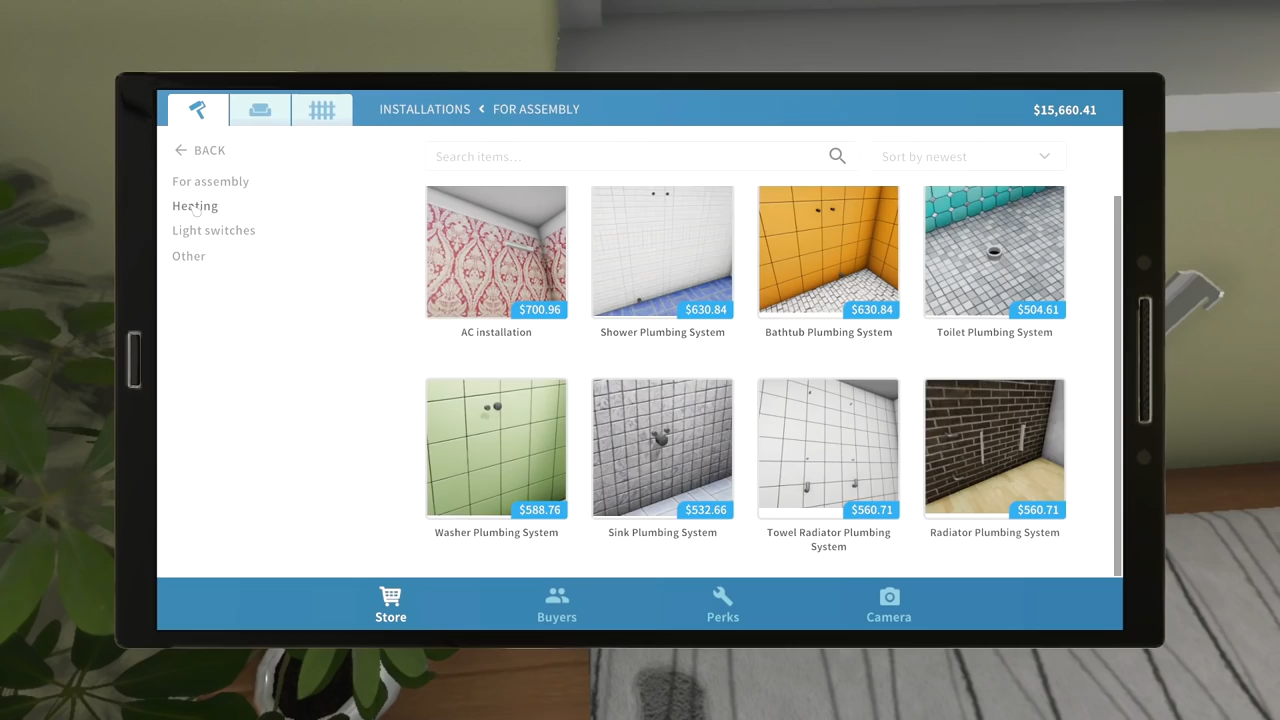 INSTALLATIONS < FOR ASSEMBLY
$15,660.41
BACK
For assembly
Heating
Light switches
Other
Search items...
Sort by newest
$700.96
AC installation
$630.84
Shower Plumbing System
$630.84
Bathtub Plumbing System
$504.61
Toilet Plumbing System
$588.76
Washer Plumbing System
$532.66
Sink Plumbing System
$560.71
Towel Radiator Plumbing
System
$560.71
Radiator Plumbing System
Store
Buyers
Perks
Camera